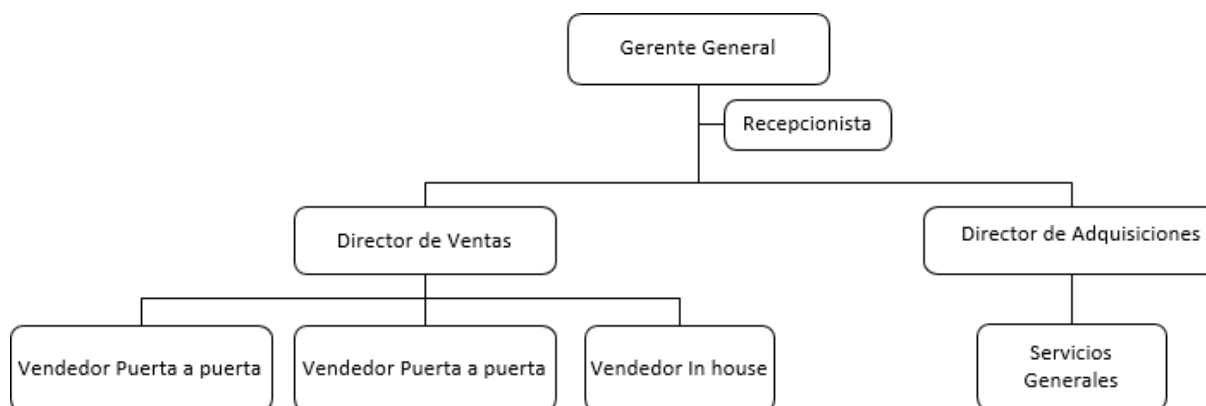 Gerente General
Recepcionista
Director de Ventas
Director de Adquisiciones
Vendedor Puerta a puerta
Vendedor Puerta a puerta
Vendedor In house
Servicios
Generales